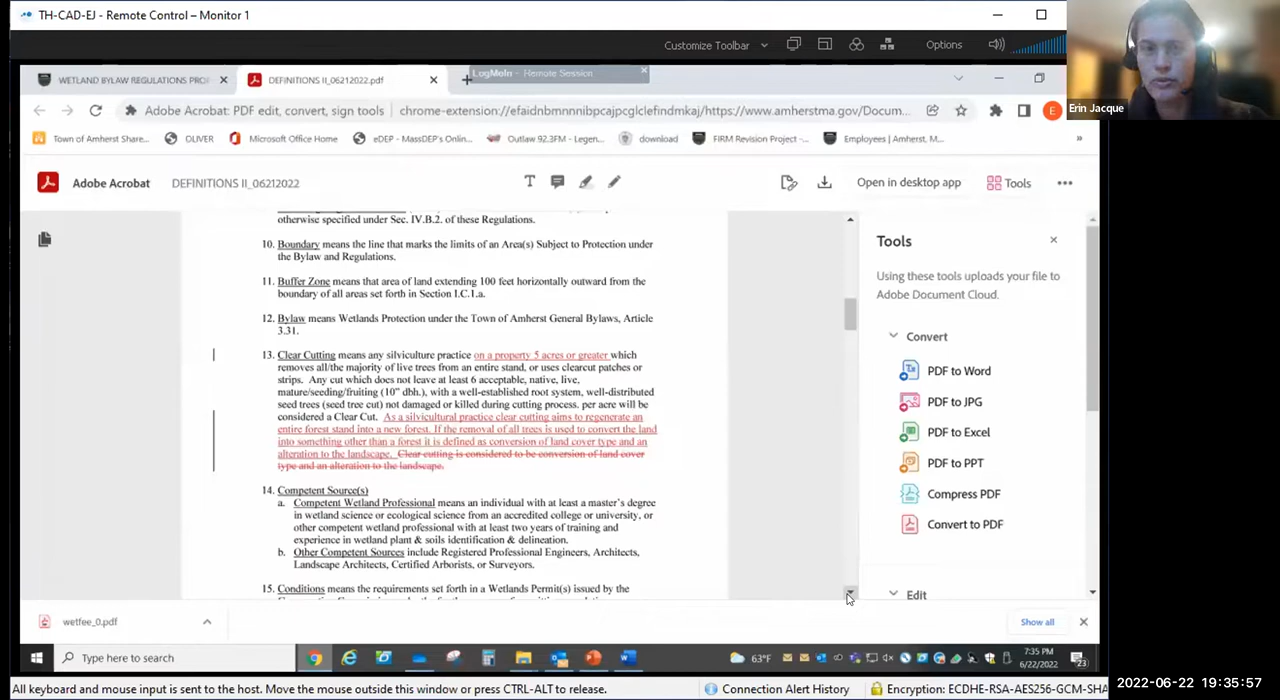 TH-CAD-EJ - Remote Control – Monitor 1
Customize Toolbar
Options
WETLAND BYLAW REGULATIONS PROF
DEFINITIONS II_06212022.pdf
LogMeIn - Remote Session
Erin Jacque
Adobe Acrobat: PDF edit, convert, sign tools
chrome-extension://efaidnbmnnnibpcajpcglclefindmkaj/https://www.amherstma.gov/Docum...
E
Town of Amherst Share...
OLIVER
Microsoft Office Home
eDEP - MassDEP's Onlin...
Outlaw 92.3FM - Legen...
download
FIRM Revision Project -...
Employees | Amherst, M...
»
Adobe Acrobat
DEFINITIONS II_06212022
Open in desktop app
Tools
otherwise specified under Sec. IV.B.2. of these Regulations.
10. Boundary means the line that marks the limits of an Area(s) Subject to Protection under
the Bylaw and Regulations.
11. Buffer Zone means that area of land extending 100 feet horizontally outward from the
boundary of all areas set forth in Section I.C.1.a.
12. Bylaw means Wetlands Protection under the Town of Amherst General Bylaws, Article
3.31.
13. Clear Cutting means any silviculture practice on a property 5 acres or greater which
removes all/the majority of live trees from an entire stand, or uses clearcut patches or
strips. Any cut which does not leave at least 6 acceptable, native, live,
mature/seeding/fruiting (10" dbh.), with a well-established root system, well-distributed
seed trees (seed tree cut) not damaged or killed during cutting process. per acre will be
considered a Clear Cut. As a silvicultural practice clear cutting aims to regenerate an
entire forest stand into a new forest. If the removal of all trees is used to convert the land
into something other than a forest it is defined as conversion of land cover type and an
alteration to the landscape. Clear cutting is considered to be conversion of land cover
type and an alteration to the landscape.
14. Competent Source(s)
a. Competent Wetland Professional means an individual with at least a master's degree
in wetland science or ecological science from an accredited college or university, or
other competent wetland professional with at least two years of training and
experience in wetland plant & soils identification & delineation.
b. Other Competent Sources include Registered Professional Engineers, Architects,
Landscape Architects, Certified Arborists, or Surveyors.
15. Conditions means the requirements set forth in a Wetlands Permit(s) issued by the
Tools
Using these tools uploads your file to
Adobe Document Cloud.
Convert
PDF to Word
PDF to JPG
PDF to Excel
PDF to PPT
Compress PDF
Convert to PDF
Edit
wetfee_0.pdf
Show all
Type here to search
63°F
7:35 PM
6/22/2022
23
All keyboard and mouse input is sent to the host. Move the mouse outside this window or press CTRL-ALT to release.
Connection Alert History
Encryption: ECDHE-RSA-AES256-GCM-SHA
2022-06-22 19:35:57